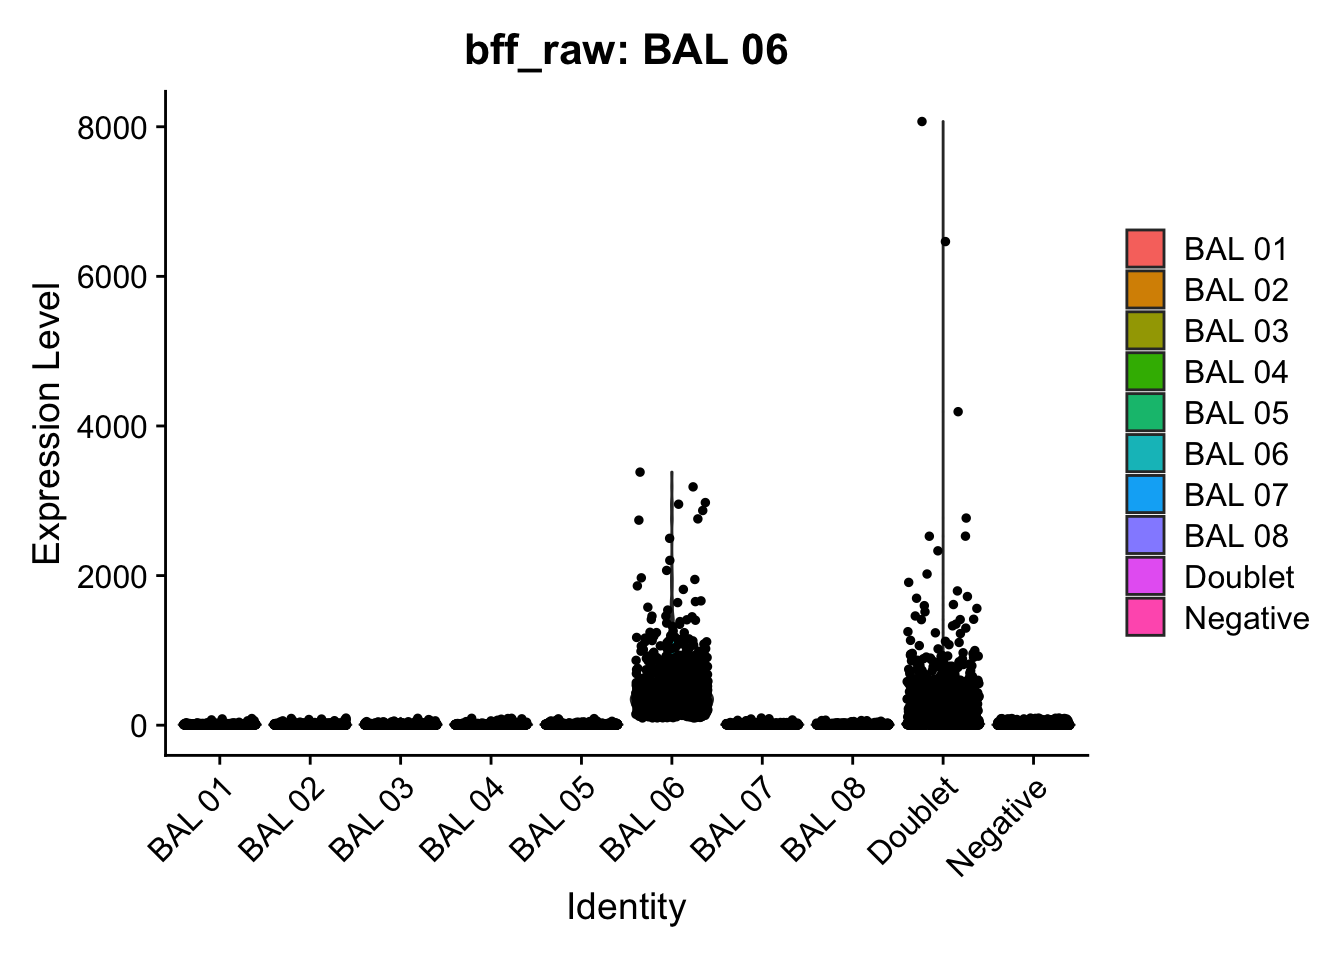 bff_raw: BAL 06
Expression Level
8000
6000
4000
2000
0
BAL 01
BAL 02
BAL 03
BAL 04
BAL 05
BAL 06
BAL 07
BAL 08
Doublet
Negative
Identity
BAL 01
BAL 02
BAL 03
BAL 04
BAL 05
BAL 06
BAL 07
BAL 08
Doublet
Negative